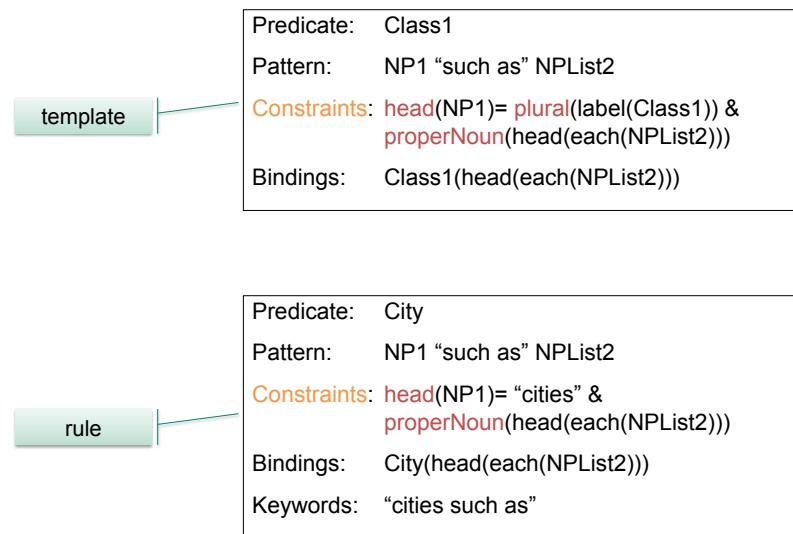 Predicate: Class1
Pattern: NP1 “such as” NPList2
template
Constraints: head(NP1)= plural(label(Class1)) &
properNoun(head(each(NPList2)))
Bindings: Class1(head(each(NPList2)))
Predicate: City
Pattern: NP1 “such as” NPList2
Constraints: head(NP1)= “cities” &
properNoun(head(each(NPList2)))
rule
Bindings: City(head(each(NPList2)))
Keywords: “cities such as”